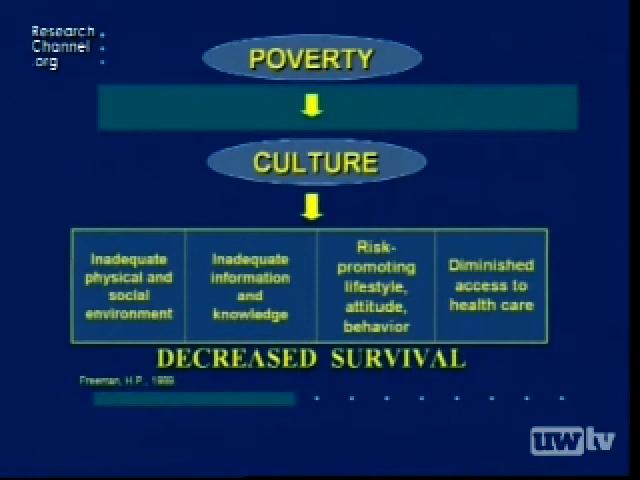 Research
Channel
.org
POVERTY
CULTURE
Inadequate
physical and
social
environment
Inadequate
information
and
knowledge
Risk-
promoting
lifestyle,
attitude,
behavior
Diminished
access to
health care
DECREASED SURVIVAL
Freeman, H.P.,
uwtv